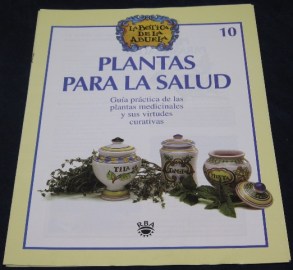 LA BOTICA
DE LA
ABUELA
10
PLANTAS
PARA LA SALUD
Guía práctica de las
plantas medicinales
y sus virtudes
curativas
TILA
RBA